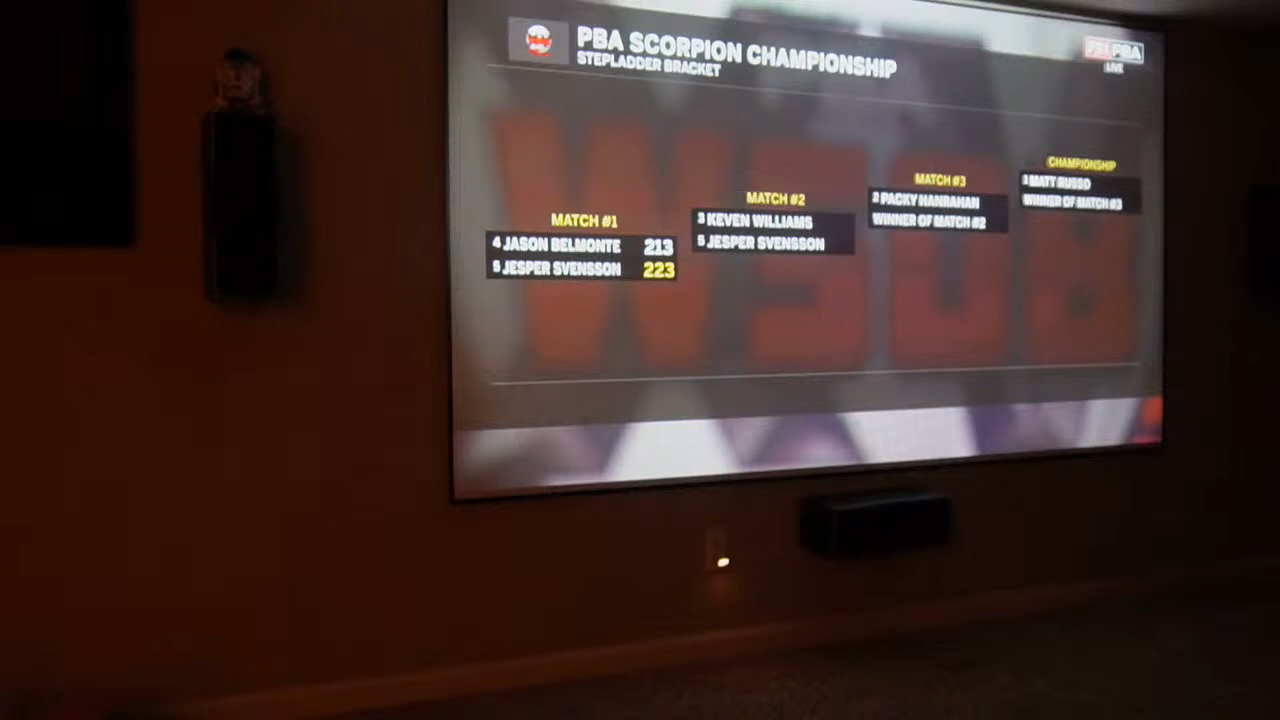 PBA SCORPION CHAMPIONSHIP
STEPLADDER BRACKET
FS1 PBA
LIVE
WSOB
MATCH #1
4 JASON BELMONTE 213
5 JESPER SVENSSON 223
MATCH #2
3 KEVEN WILLIAMS
5 JESPER SVENSSON
MATCH #3
2 PACKY HANRAHAN
WINNER OF MATCH #2
CHAMPIONSHIP
1 MATT RUSSO
WINNER OF MATCH #3